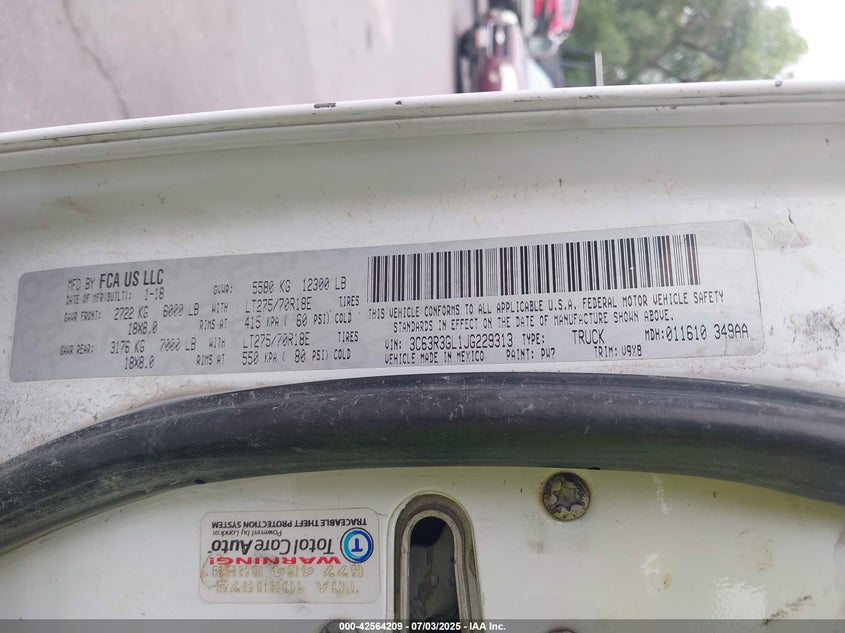 MFD BY FCA US LLC
DATE OF MFR(BUILT): 1-18 GVWR: 5580 KG 12300 LB
GAWR FRONT: 2722 KG 6000 LB WITH LT275/70R18E TIRES
18X8.0 RIMS AT 415 KPA ( 60 PSI) COLD
GAWR REAR: 3176 KG 7000 LB WITH LT275/70R18E TIRES
18X8.0 RIMS AT 550 KPA ( 80 PSI) COLD
THIS VEHICLE CONFORMS TO ALL APPLICABLE U.S.A. FEDERAL MOTOR VEHICLE SAFETY
STANDARDS IN EFFECT ON THE DATE OF MANUFACTURE SHOWN ABOVE.
VIN: 3C63R3GL1JG229313 TYPE: TRUCK MDH: 011610 349AA
VEHICLE MADE IN MEXICO PAINT: PW7 TRIM: V9X8
WARNING!
TotalCareAuto
Powered by Landcar
TRACEABLE THEFT PROTECTION SYSTEM
000-42564209 - 07/03/2025 - IAA Inc.